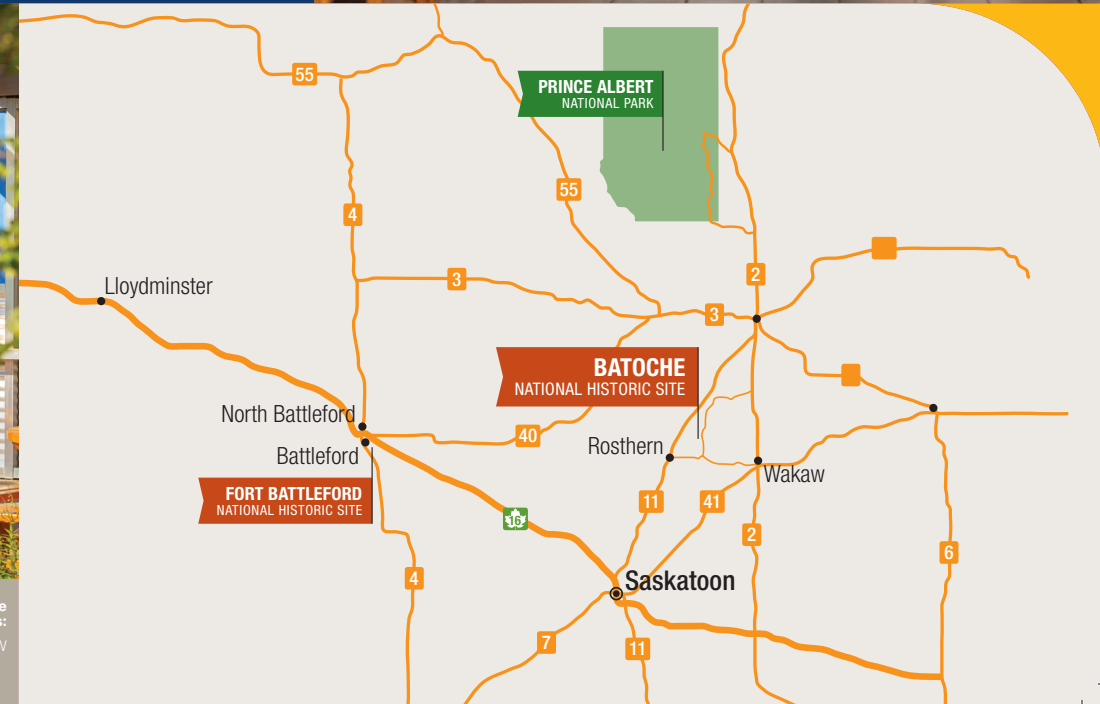 55
PRINCE ALBERT
NATIONAL PARK
55
4
Lloydminster
3
2
3
BATOCHE
NATIONAL HISTORIC SITE
North Battleford
40
Rosthern
Battleford
Wakaw
FORT BATTLEFORD
NATIONAL HISTORIC SITE
11
41
16
2
6
4
Saskatoon
7
11
e
s:
W